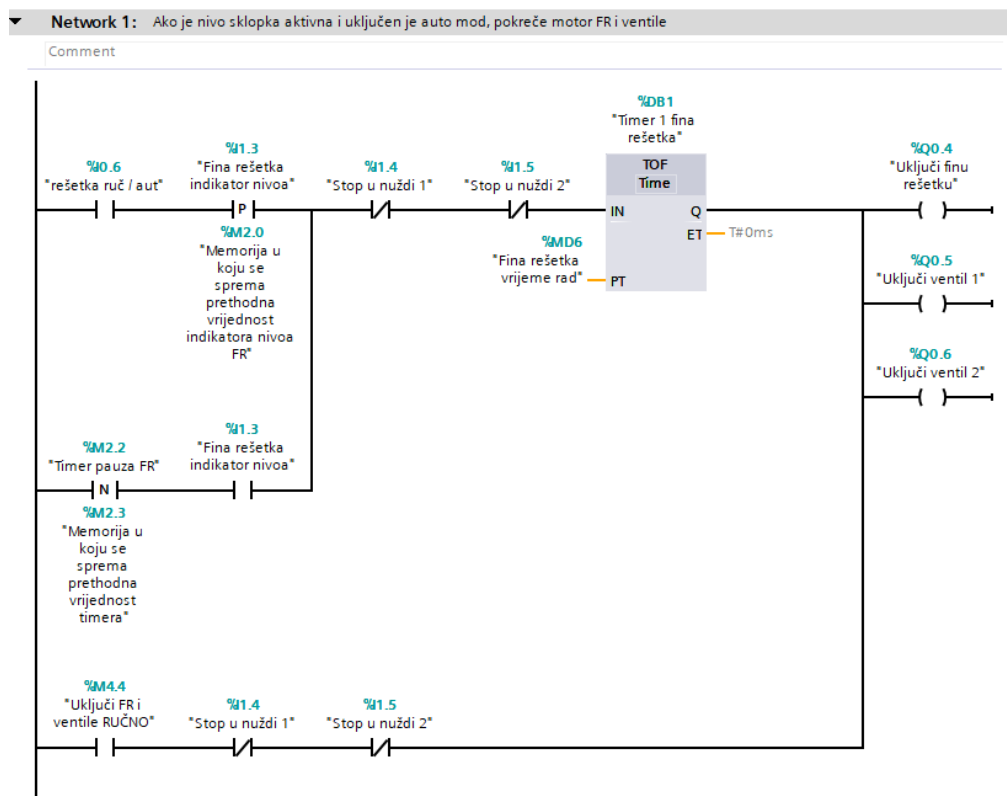 Network 1: Ako je nivo sklopka aktivna i uključen je auto mod, pokreče motor FR i ventile
Comment
%DB1
"Timer 1 fina
rešetka"
%I0.6
"rešetka ruč / aut"
%I1.3
"Fina rešetka
indikator nivoa"
%I1.4
"Stop u nuždi 1"
%I1.5
"Stop u nuždi 2"
TOF
Time
%Q0.4
"Uključi finu
rešetku"
P
IN
Q
%M2.0
"Memorija u
koju se
sprema
prethodna
vrijednost
indikatora nivoa
FR"
%MD6
"Fina rešetka
vrijeme rad"
PT
ET
T#0ms
%Q0.5
"Uključi ventil 1"
%Q0.6
"Uključi ventil 2"
%M2.2
"Timer pauza FR"
%I1.3
"Fina rešetka
indikator nivoa"
N
%M2.3
"Memorija u
koju se
sprema
prethodna
vrijednost
timera"
%M4.4
"Uključi FR i
ventile RUČNO"
%I1.4
"Stop u nuždi 1"
%I1.5
"Stop u nuždi 2"